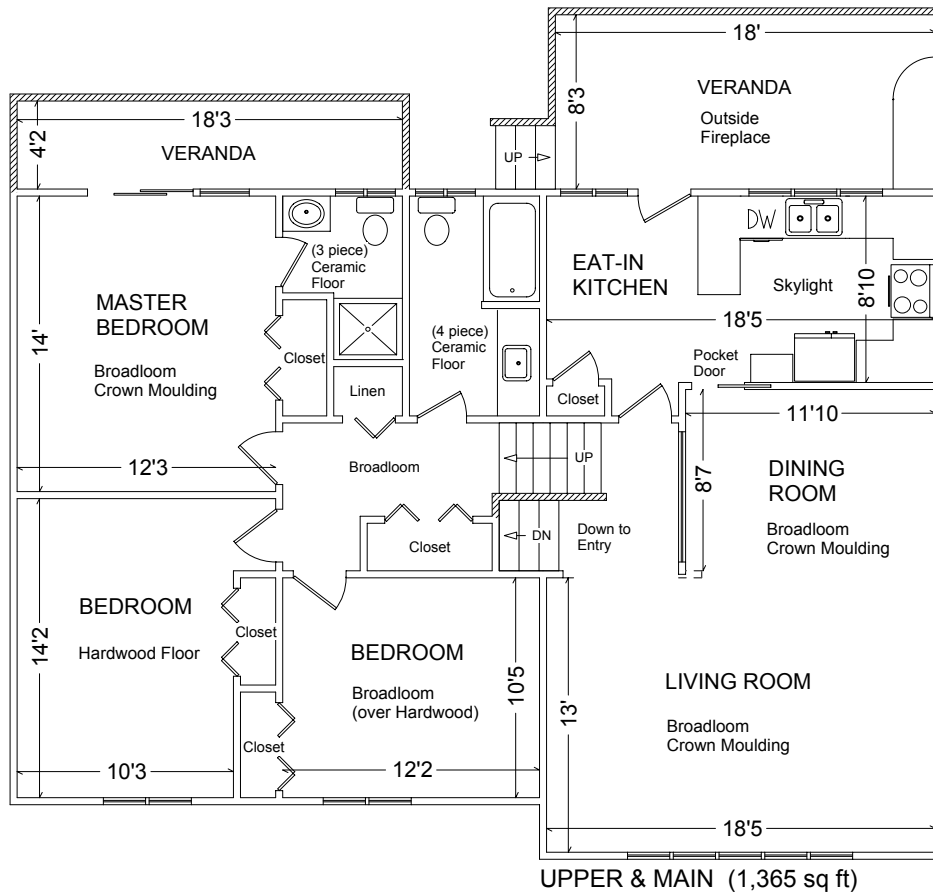 18'
8'3
VERANDA
Outside
Fireplace
18'3
4'2
VERANDA
UP
DW
(3 piece)
Ceramic
Floor
EAT-IN
KITCHEN
Skylight
8'10
MASTER
BEDROOM
14'
Broadloom
Crown Moulding
Closet
(4 piece)
Ceramic
Floor
18'5
Pocket
Door
Linen
Closet
11'10
12'3
Broadloom
UP
8'7
DINING
ROOM
Broadloom
Crown Moulding
Closet
DN
Down to
Entry
BEDROOM
14'2
Hardwood Floor
Closet
BEDROOM
Broadloom
(over Hardwood)
10'5
13'
LIVING ROOM
Broadloom
Crown Moulding
Closet
10'3
12'2
18'5
UPPER & MAIN (1,365 sq ft)